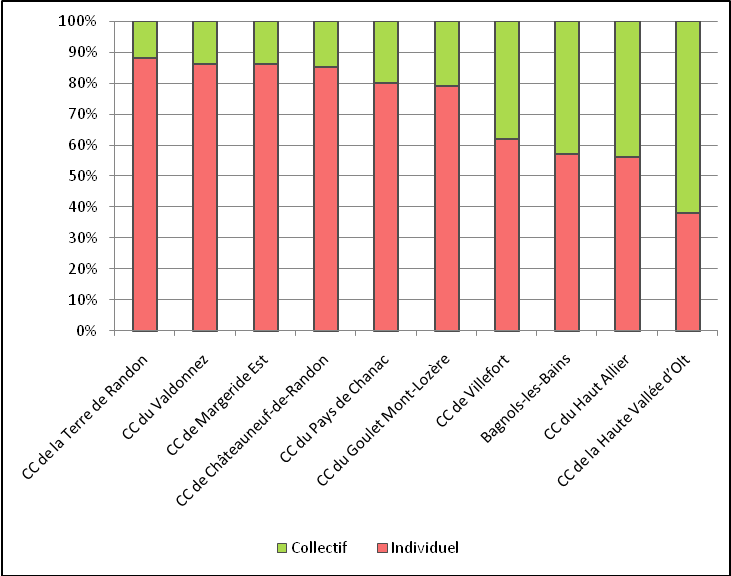 100%
90%
80%
70%
60%
50%
40%
30%
20%
10%
0%
CC de la Terre de Randon
CC du Valdonnez
CC de Margeride Est
CC de Châteauneuf-de-Randon
CC du Pays de Chanac
CC du Goulet Mont-Lozère
CC de Villefort
Bagnols-les-Bains
CC du Haut Allier
CC de la Haute Vallée d'Olt
Collectif Individuel